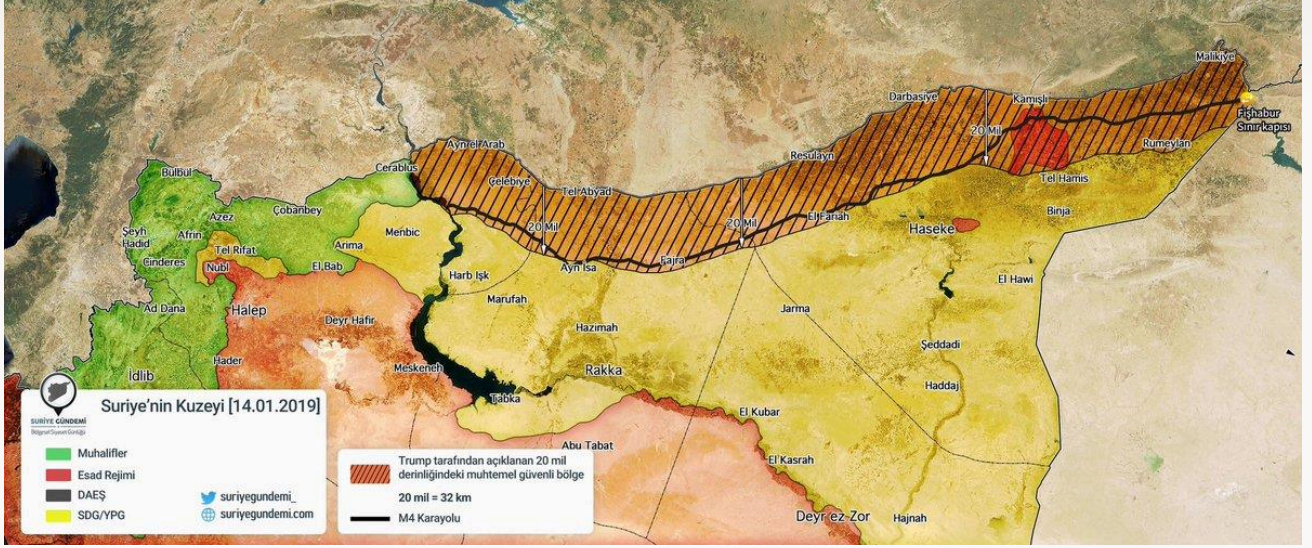 Malikiye
Darbasiye
Kamışlı
Fişhabur
Sınır kapısı
20 Mil
Rumeylan
Ayn el Arab
Resulayn
Cerablus
Bülbül
Çelebiye
Tel Abyad
Tel Hamis
Çobanbey
Azez
El Fariah
Binja
20 Mil
20 Mil
Haseke
Şeyh
Hadid
Afrin
Menbic
Arima
Tel Rifat
Cinderes
Nubl
El Bab
Ayn İsa
Fajra
Harb Işk
El Hawi
Marufah
Ad Dana
Halep
Jarma
Deyr Hafir
Hazimah
Şeddadi
Hader
Meskeneh
Rakka
İdlib
Haddaj
Tabka
El Kubar
Abu Tabat
El Kasrah
Deyr ez Zor
Hajnah
SURİYE GÜNDEMİ
Bölgesel Siyaset Günlüğü
Suriye'nin Kuzeyi [14.01.2019]
Muhalifler
Esad Rejimi
DAEŞ
SDG/YPG
suriyegundemi_
suriyegundemi.com
Trump tarafından açıklanan 20 mil
derinliğindeki muhtemel güvenli bölge
20 mil = 32 km
M4 Karayolu